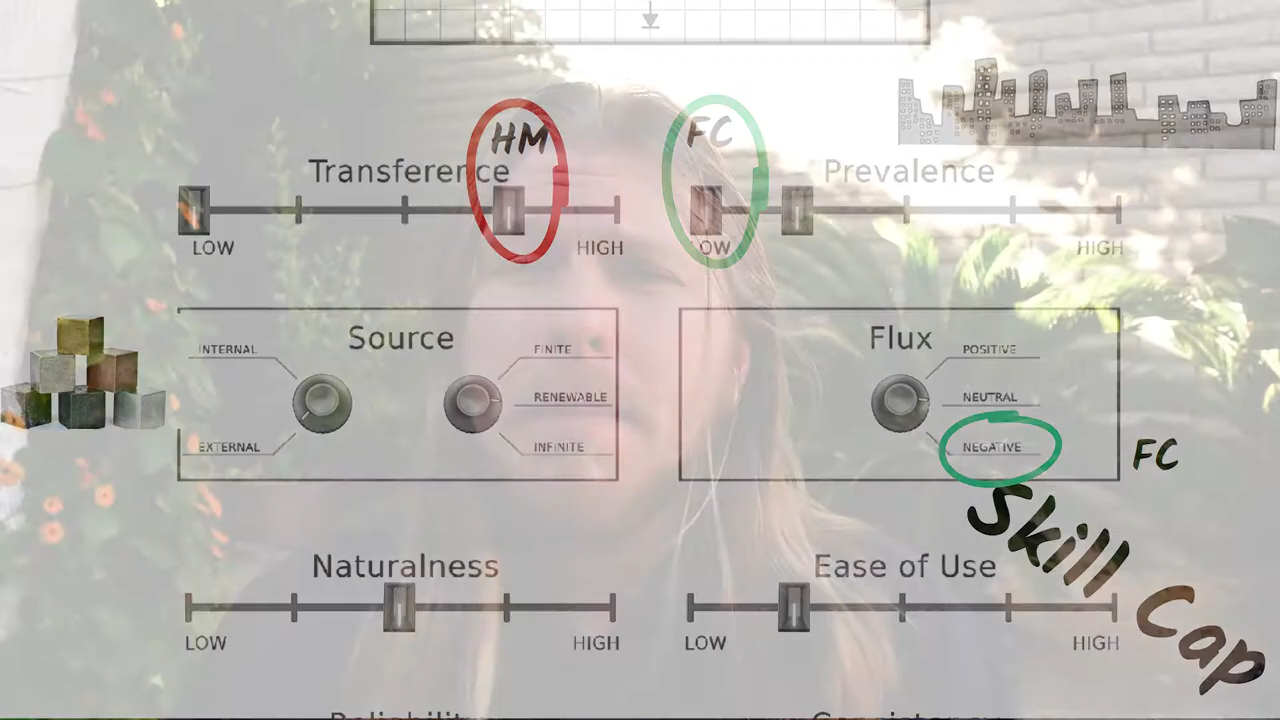 HM
FC
Transference
Prevalence
LOW
HIGH
LOW
HIGH
Source
INTERNAL
EXTERNAL
FINITE
RENEWABLE
INFINITE
Flux
POSITIVE
NEUTRAL
NEGATIVE
FC
Skill Cap
Naturalness
Ease of Use
LOW
HIGH
LOW
HIGH